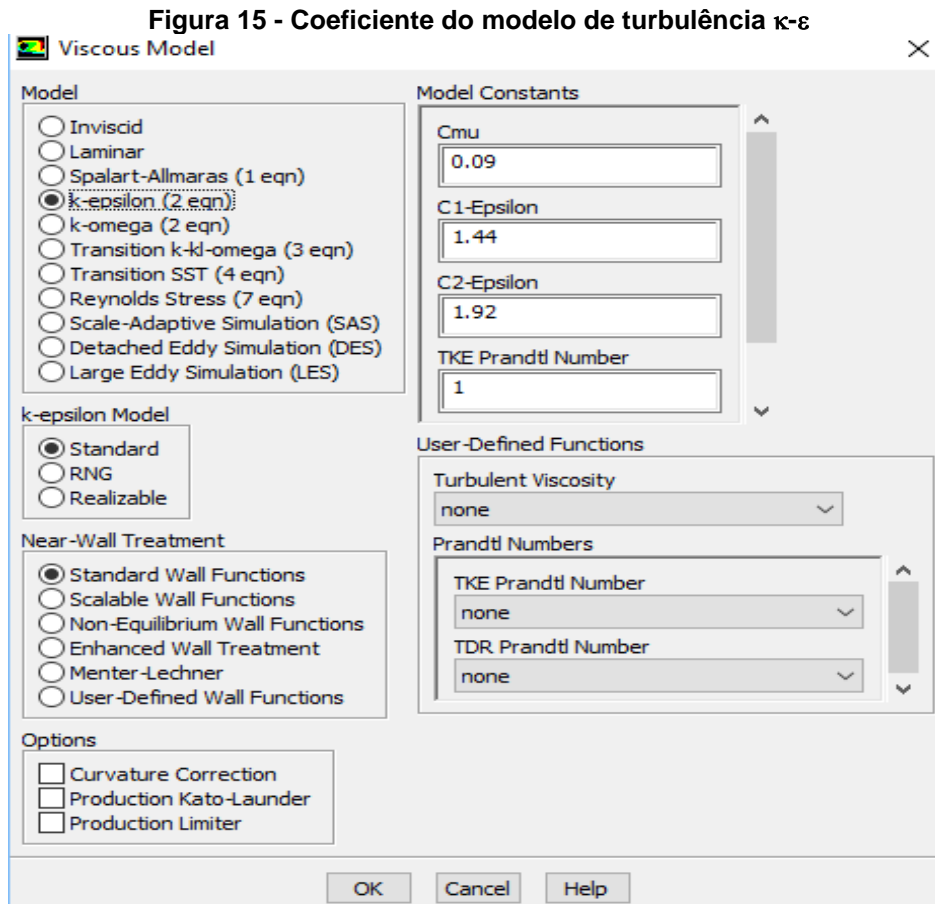 Figura 15 - Coeficiente do modelo de turbulência κ-ε
Viscous Model
Model
Inviscid
Laminar
Spalart-Allmaras (1 eqn)
k-epsilon (2 eqn)
k-omega (2 eqn)
Transition k-kl-omega (3 eqn)
Transition SST (4 eqn)
Reynolds Stress (7 eqn)
Scale-Adaptive Simulation (SAS)
Detached Eddy Simulation (DES)
Large Eddy Simulation (LES)
k-epsilon Model
Standard
RNG
Realizable
Near-Wall Treatment
Standard Wall Functions
Scalable Wall Functions
Non-Equilibrium Wall Functions
Enhanced Wall Treatment
Menter-Lechner
User-Defined Wall Functions
Options
Curvature Correction
Production Kato-Launder
Production Limiter
Model Constants
Cmu
0.09
C1-Epsilon
1.44
C2-Epsilon
1.92
TKE Prandtl Number
1
User-Defined Functions
Turbulent Viscosity
none
Prandtl Numbers
TKE Prandtl Number
none
TDR Prandtl Number
none
OK
Cancel
Help